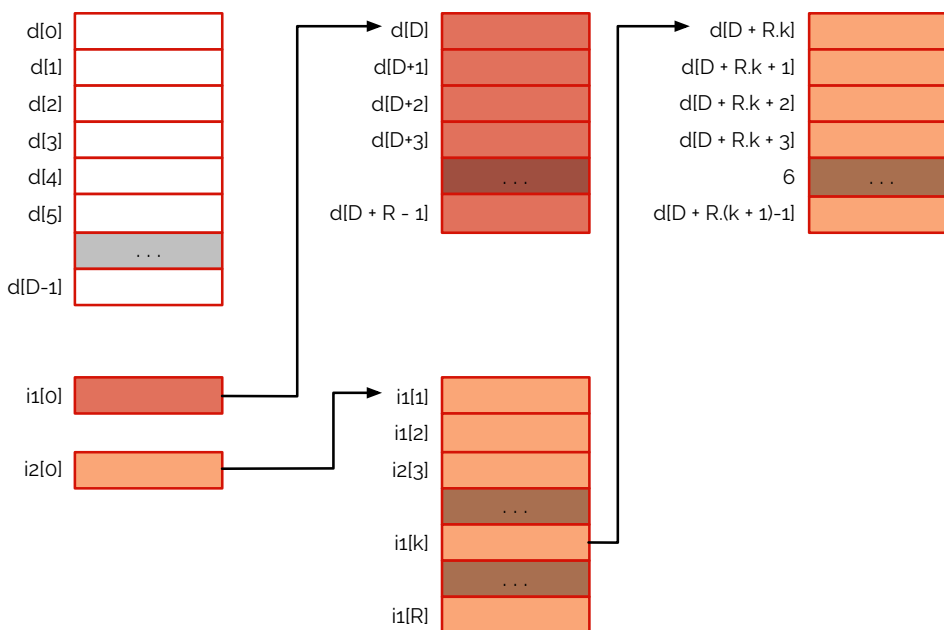 d[0]
d[1]
d[2]
d[3]
d[4]
d[5]
. . .
d[D-1]
i1[0]
i2[0]
d[D]
d[D+1]
d[D+2]
d[D+3]
. . .
d[D + R - 1]
i1[1]
i1[2]
i2[3]
. . .
i1[k]
. . .
i1[R]
d[D + R.k]
d[D + R.k + 1]
d[D + R.k + 2]
d[D + R.k + 3]
6
. . .
d[D + R.(k + 1)-1]